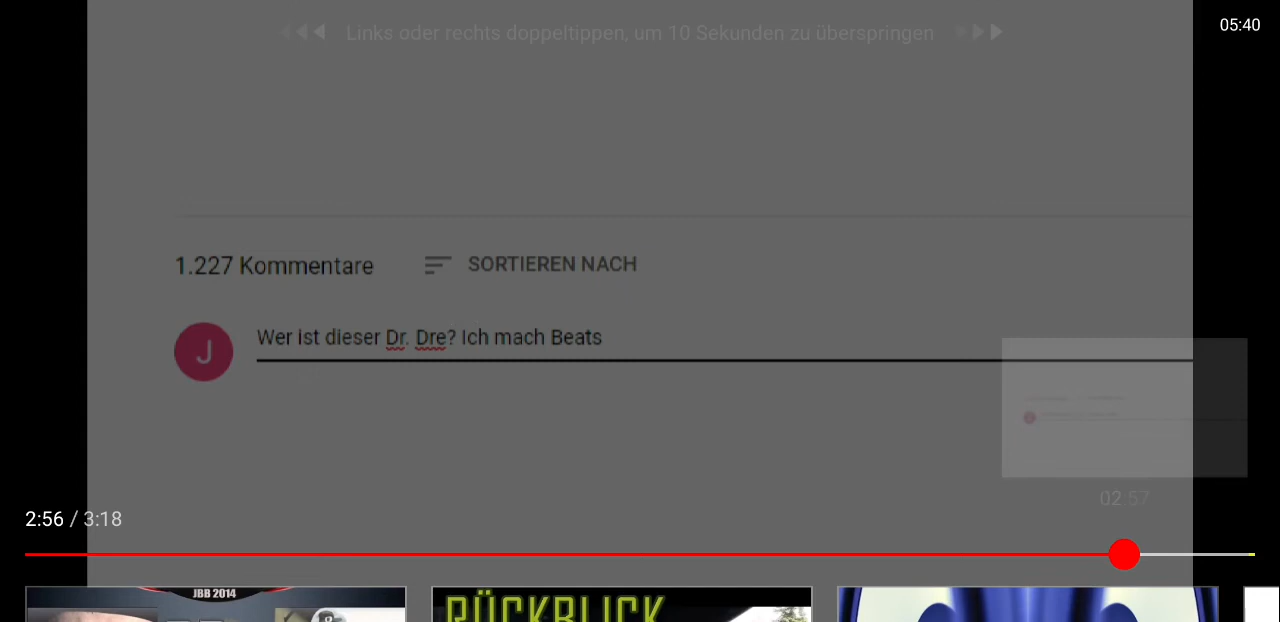 Links oder rechts doppeltippen, um 10 Sekunden zu überspringen
05:40
1.227 Kommentare
SORTIEREN NACH
J
Wer ist dieser Dr. Dre? Ich mach Beats
02:57
2:56 / 3:18
JBB 2014
RÜCKBLICK